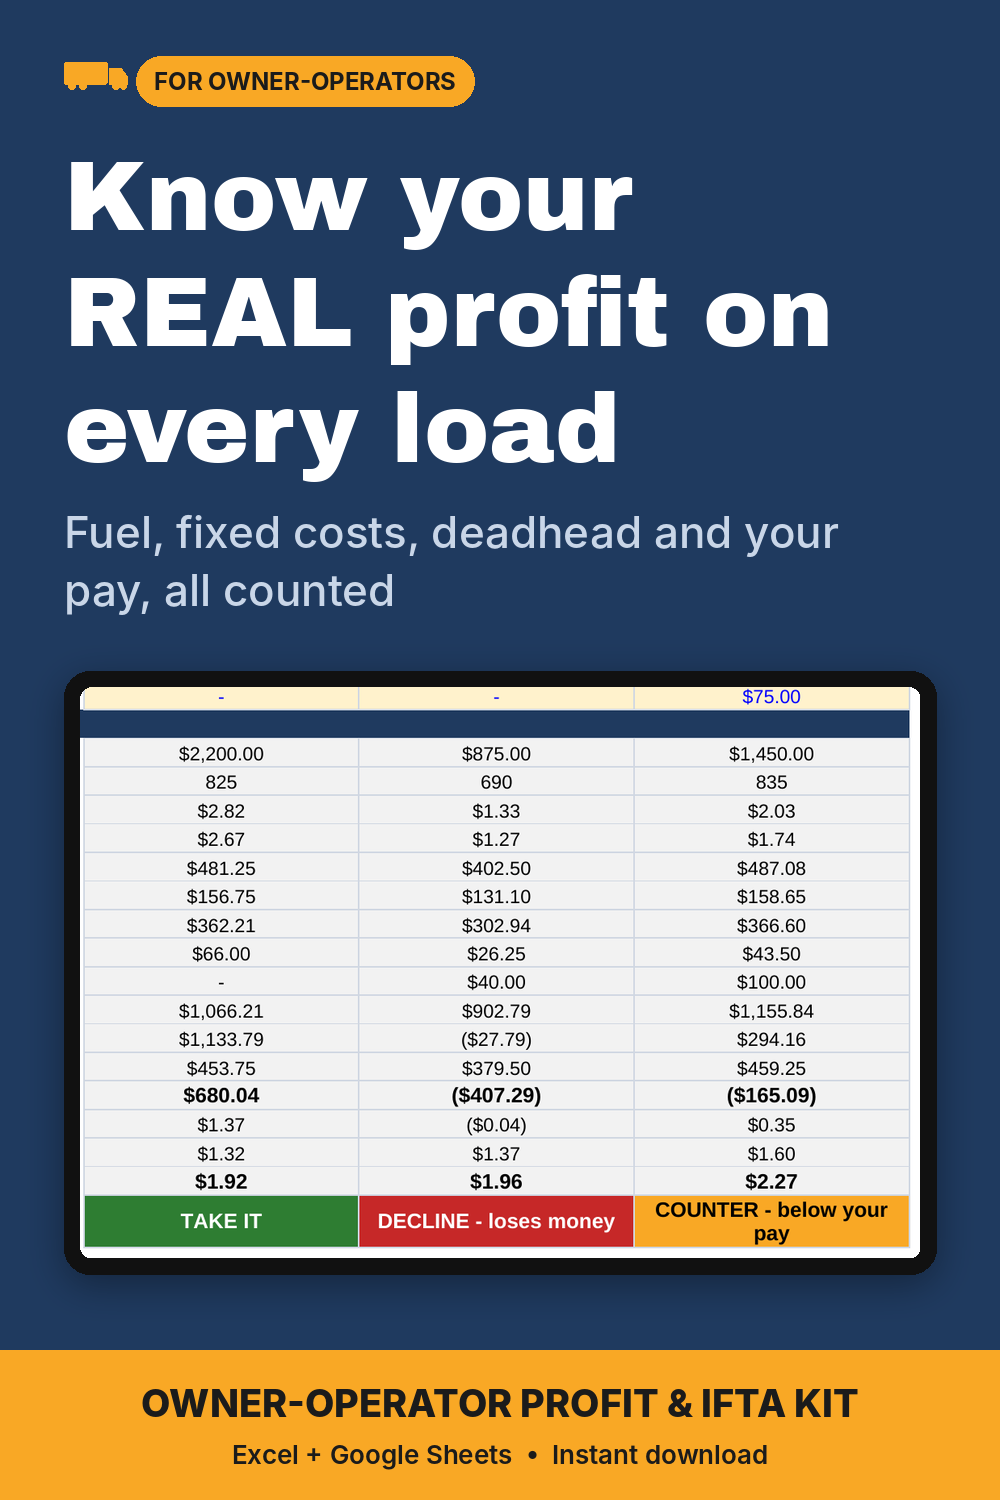 FOR OWNER-OPERATORS
Know your
REAL profit on
every load
Fuel, fixed costs, deadhead and your
pay, all counted
- - $75.00
$2,200.00 $875.00 $1,450.00
825 690 835
$2.82 $1.33 $2.03
$2.67 $1.27 $1.74
$481.25 $402.50 $487.08
$156.75 $131.10 $158.65
$362.21 $302.94 $366.60
$66.00 $26.25 $43.50
- $40.00 $100.00
$1,066.21 $902.79 $1,155.84
$1,133.79 ($27.79) $294.16
$453.75 $379.50 $459.25
$680.04 ($407.29) ($165.09)
$1.37 ($0.04) $0.35
$1.32 $1.37 $1.60
$1.92 $1.96 $2.27
TAKE IT DECLINE - loses money COUNTER - below your
pay
OWNER-OPERATOR PROFIT & IFTA KIT
Excel + Google Sheets • Instant download